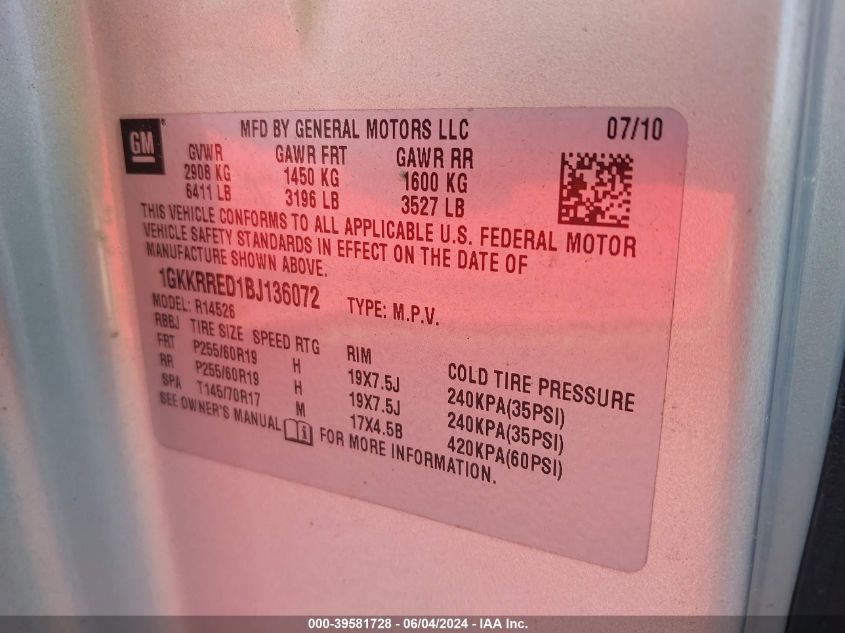 GM
MFD BY GENERAL MOTORS LLC 07/10
GVWR GAWR FRT GAWR RR
2908 KG 1450 KG 1600 KG
6411 LB 3196 LB 3527 LB
THIS VEHICLE CONFORMS TO ALL APPLICABLE U.S. FEDERAL MOTOR
VEHICLE SAFETY STANDARDS IN EFFECT ON THE DATE OF
MANUFACTURE SHOWN ABOVE.
1GKKRRED1BJ136072 TYPE: M.P.V.
MODEL: R14526
RBBJ TIRE SIZE SPEED RTG RIM COLD TIRE PRESSURE
FRT P255/60R19 H 19X7.5J 240KPA(35PSI)
RR P255/60R19 H 19X7.5J 240KPA(35PSI)
SPA T145/70R17 M 17X4.5B 420KPA(60PSI)
SEE OWNER'S MANUAL FOR MORE INFORMATION.
000-39581728 - 06/04/2024 - IAA Inc.